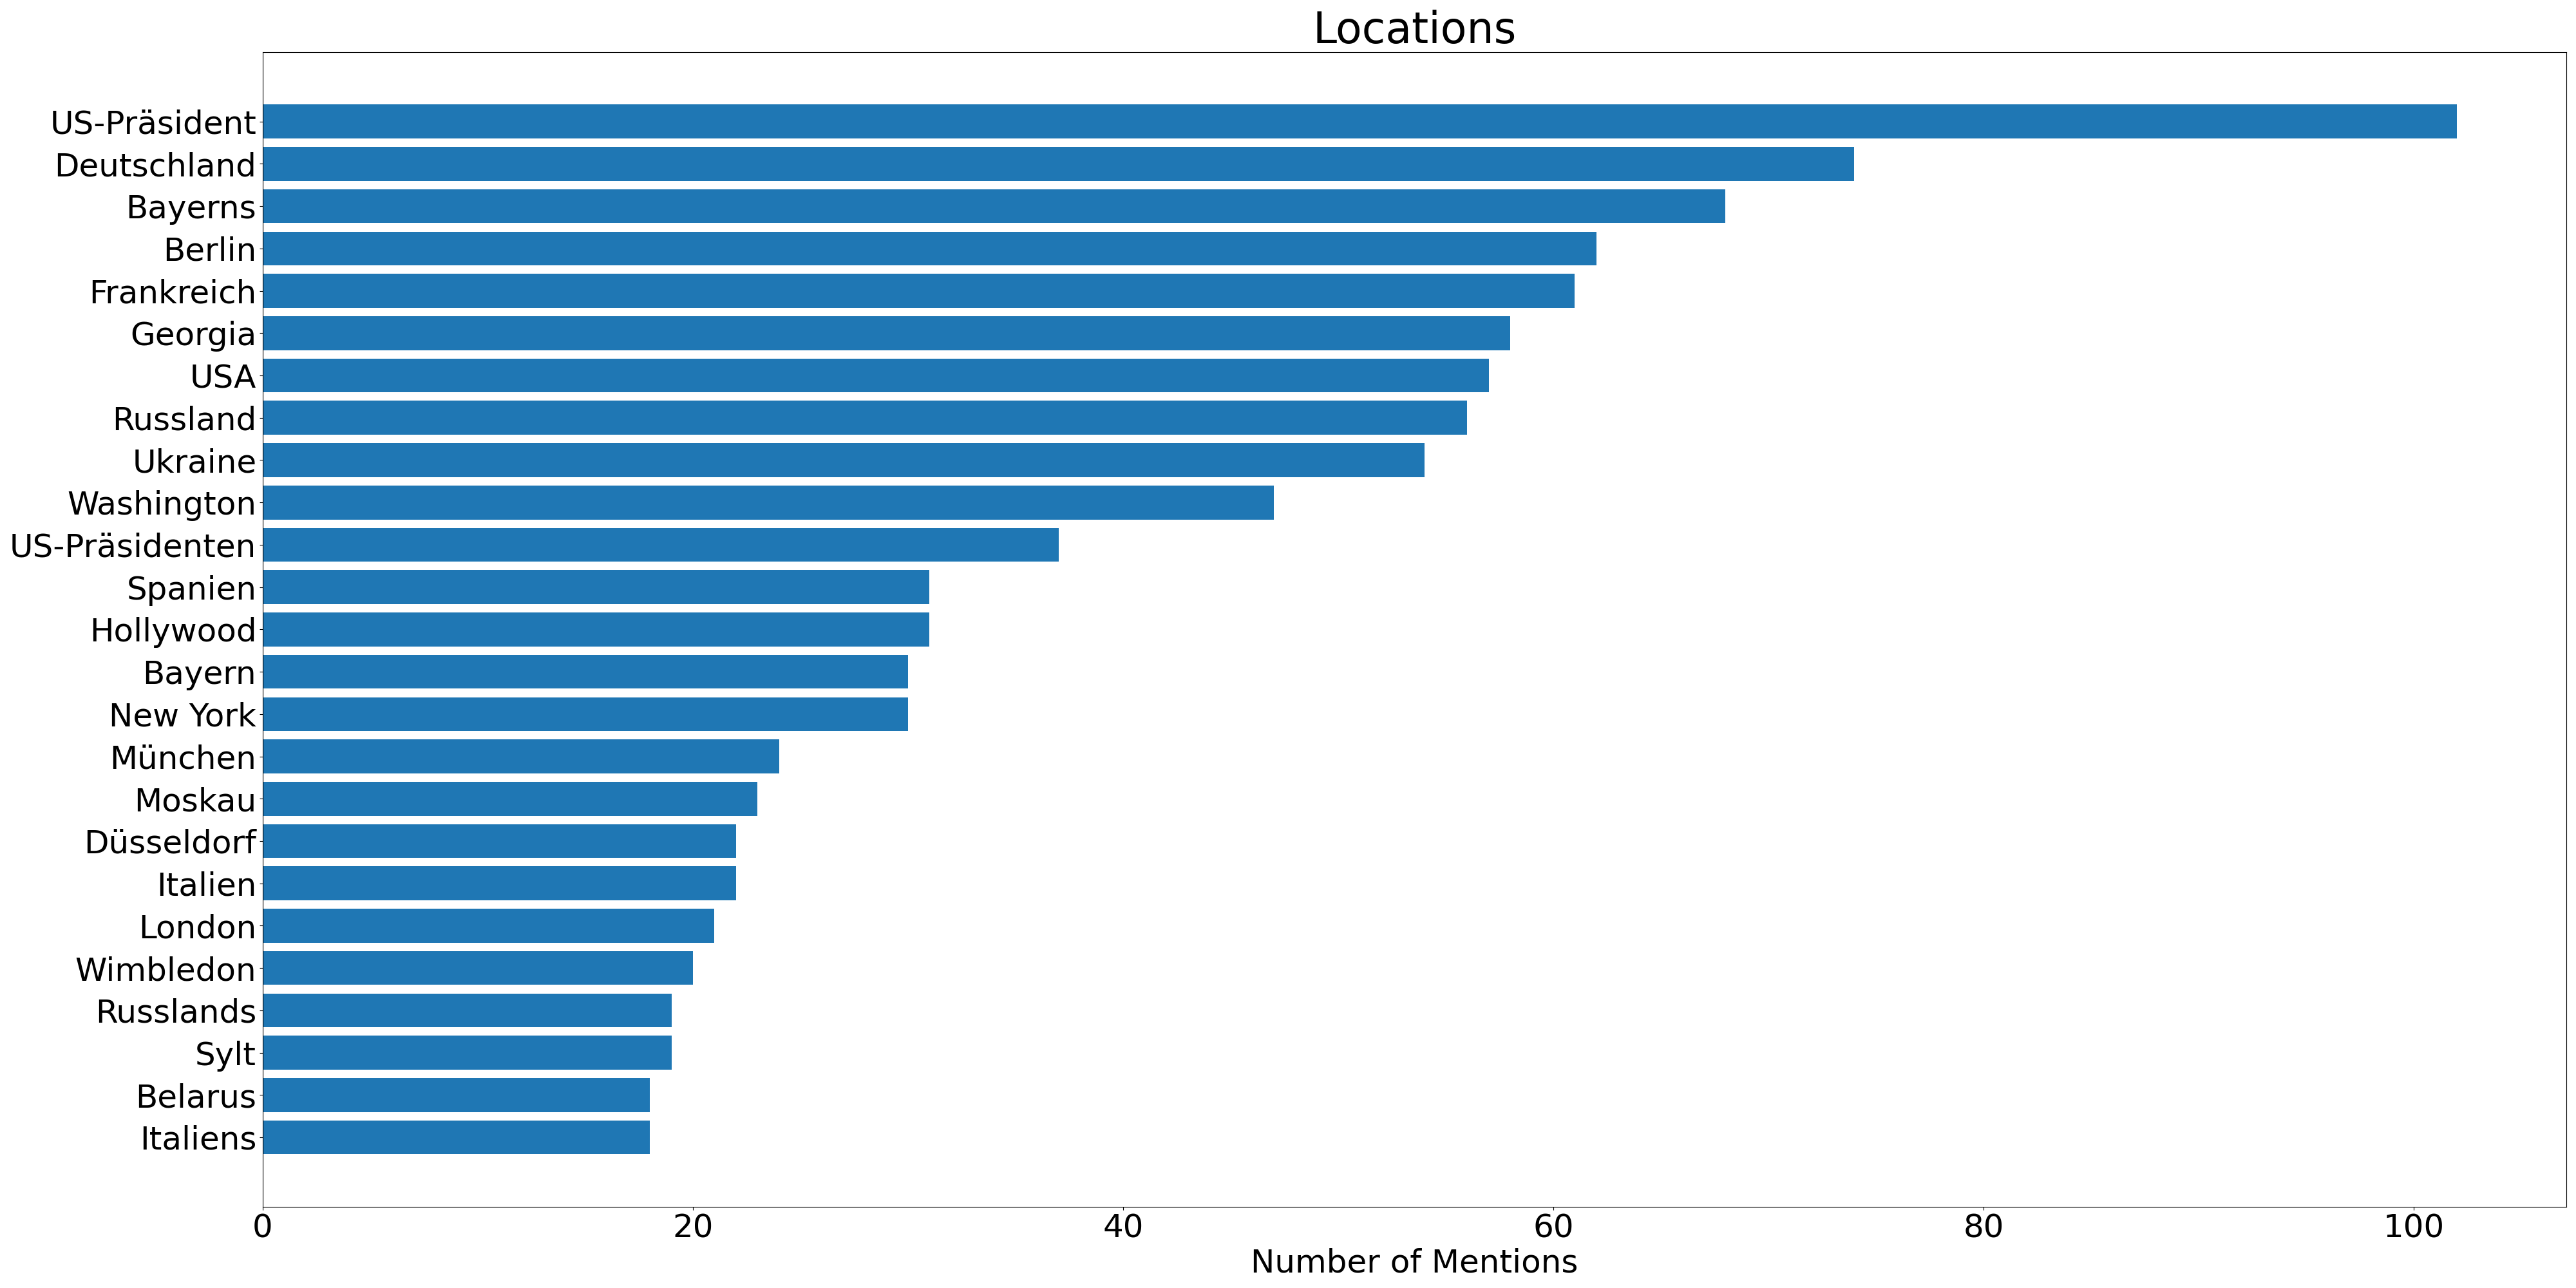 Locations
US-Präsident
Deutschland
Bayerns
Berlin
Frankreich
Georgia
USA
Russland
Ukraine
Washington
US-Präsidenten
Spanien
Hollywood
Bayern
New York
München
Moskau
Düsseldorf
Italien
London
Wimbledon
Russlands
Sylt
Belarus
Italiens
0 20 40 60 80 100
Number of Mentions